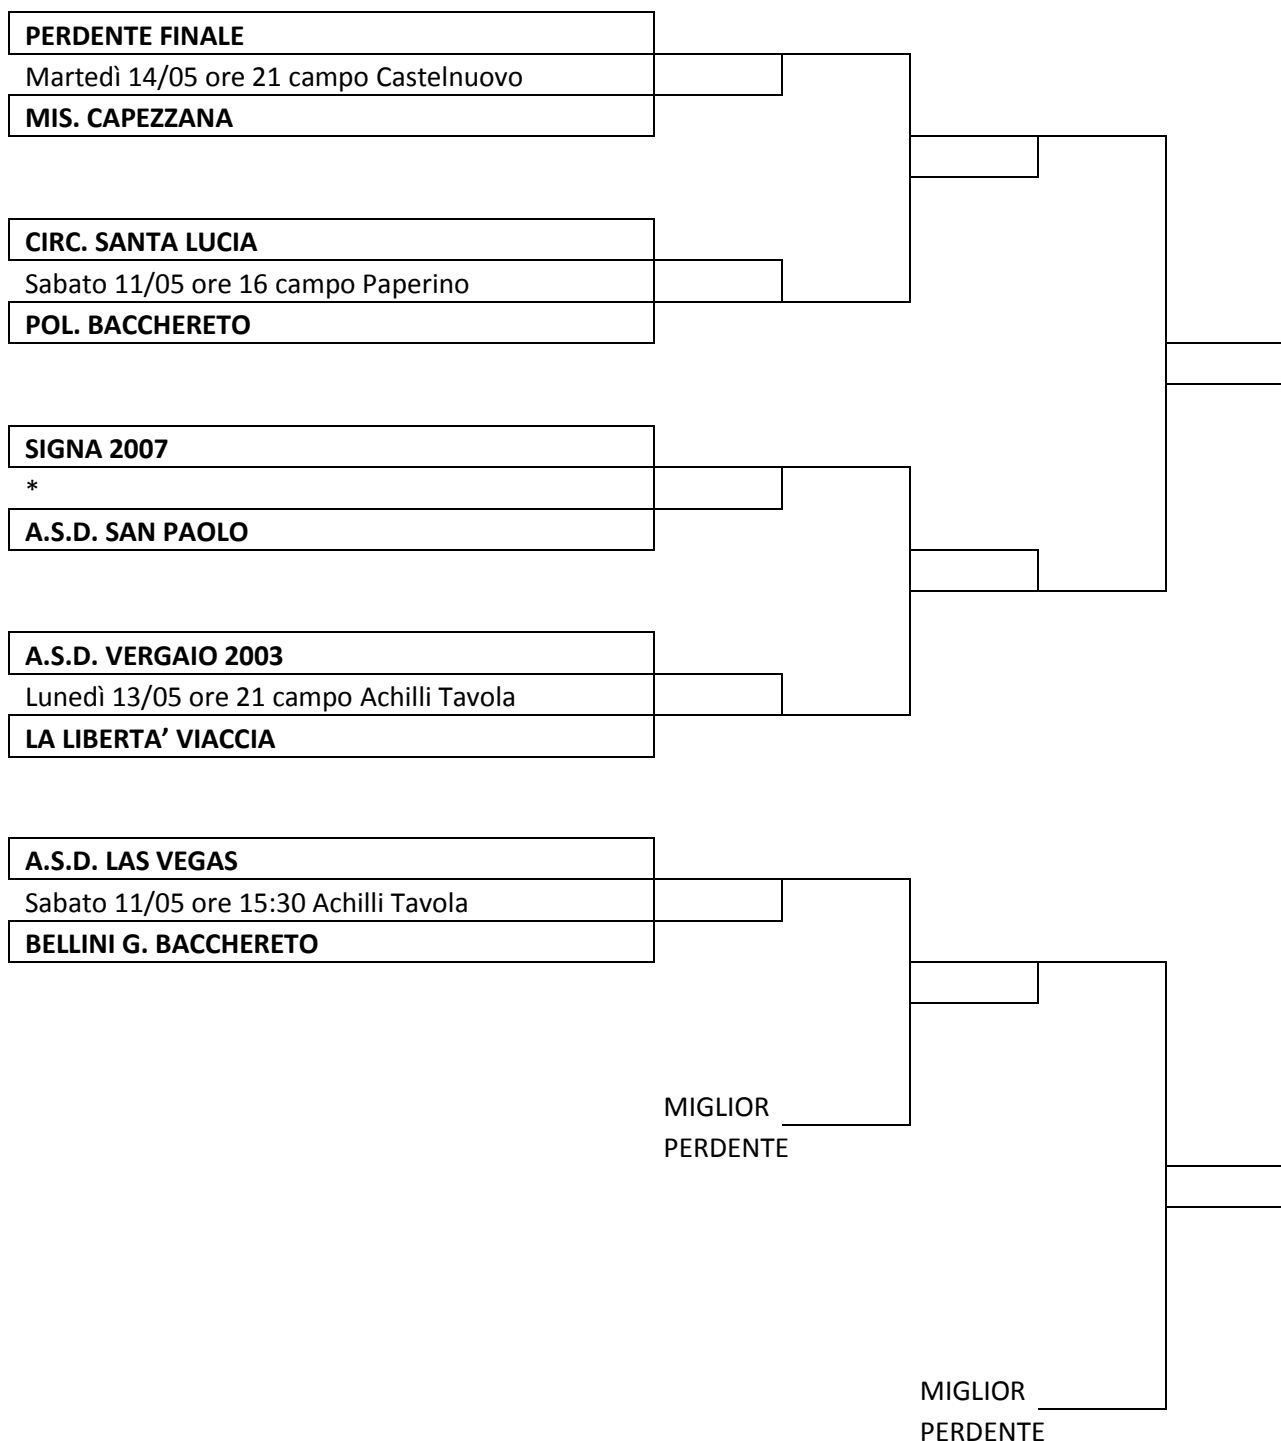 PERDENTE FINALE
Martedì 14/05 ore 21 campo Castelnuovo
MIS. CAPEZZANA
CIRC. SANTA LUCIA
Sabato 11/05 ore 16 campo Paperino
POL. BACCHERETO
SIGNA 2007
*
A.S.D. SAN PAOLO
A.S.D. VERGAIO 2003
Lunedì 13/05 ore 21 campo Achilli Tavola
LA LIBERTA’ VIACCIA
A.S.D. LAS VEGAS
Sabato 11/05 ore 15:30 Achilli Tavola
BELLINI G. BACCHERETO
MIGLIOR
PERDENTE
MIGLIOR
PERDENTE